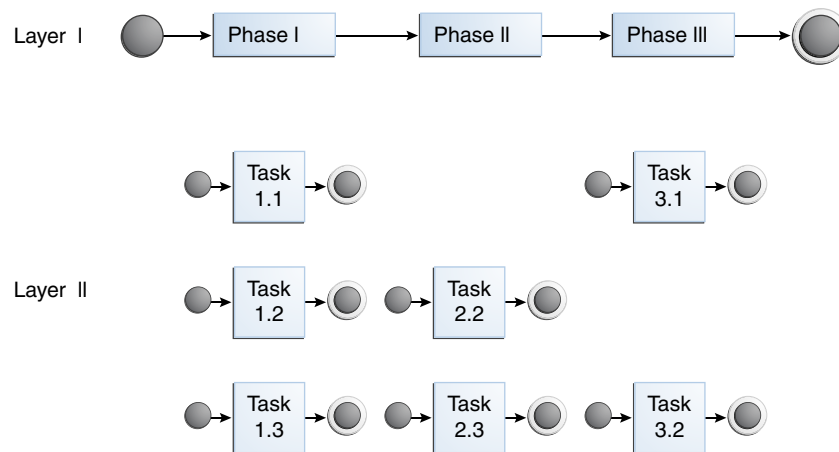 Layer I
Phase I
Phase II
Phase III
Task
1.1
Task
3.1
Layer II
Task
1.2
Task
2.2
Task
1.3
Task
2.3
Task
3.2